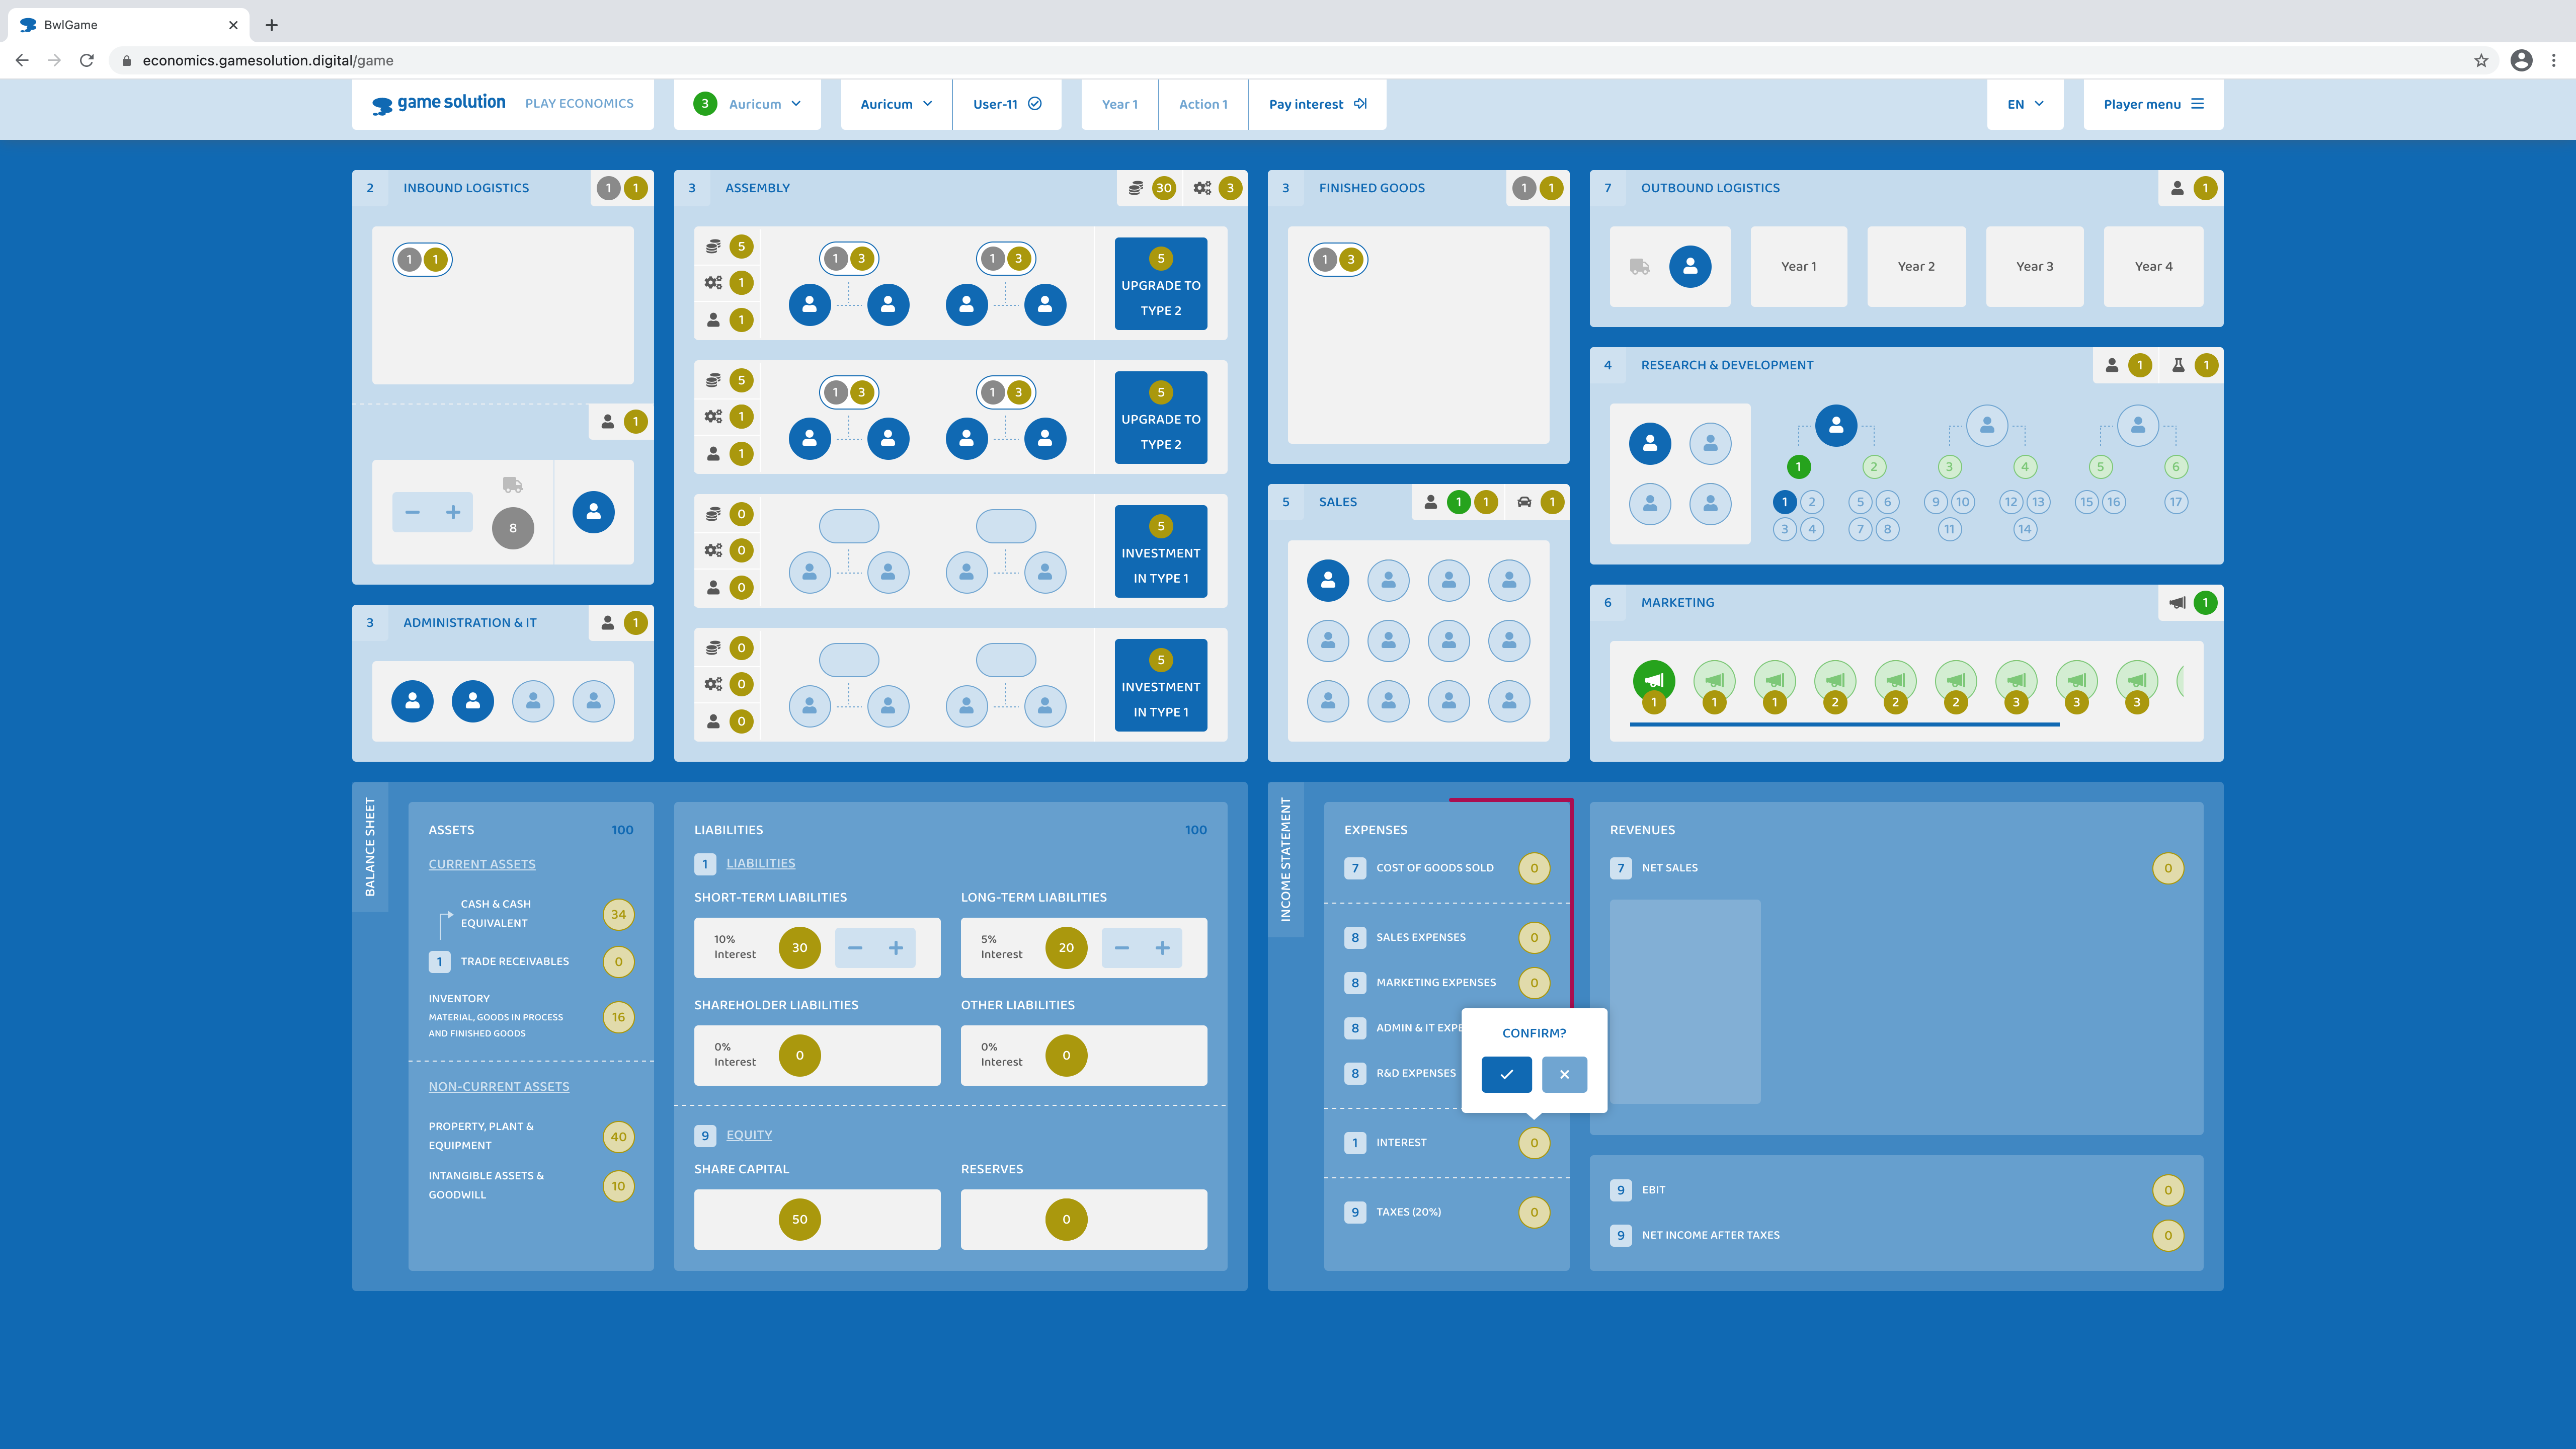 BwlGame
economics.gamesolution.digital/game
game solution PLAY ECONOMICS
3 Auricum
Auricum
User-11
Year 1
Action 1
Pay interest
EN
Player menu
2 INBOUND LOGISTICS 1 1
1 1
1
8
3 ADMINISTRATION & IT 1
3 ASSEMBLY 30 3
5
1
1
1 3
1 3
5
UPGRADE TO
TYPE 2
5
1
1
1 3
1 3
5
UPGRADE TO
TYPE 2
0
0
0
5
INVESTMENT
IN TYPE 1
0
0
0
5
INVESTMENT
IN TYPE 1
3 FINISHED GOODS 1 1
1 3
5 SALES 1 1 1
7 OUTBOUND LOGISTICS 1
Year 1
Year 2
Year 3
Year 4
4 RESEARCH & DEVELOPMENT 1 1
1 2 3 4 5 6
1 2 5 6 9 10 12 13 15 16 17
3 4 7 8 11 14
6 MARKETING 1
1 1 1 2 2 2 3 3 3
BALANCE SHEET
ASSETS 100
CURRENT ASSETS
CASH & CASH
EQUIVALENT
34
1 TRADE RECEIVABLES 0
INVENTORY
MATERIAL, GOODS IN PROCESS
AND FINISHED GOODS
16
NON-CURRENT ASSETS
PROPERTY, PLANT &
EQUIPMENT
40
INTANGIBLE ASSETS &
GOODWILL
10
LIABILITIES 100
1 LIABILITIES
SHORT-TERM LIABILITIES
10%
Interest
30
LONG-TERM LIABILITIES
5%
Interest
20
SHAREHOLDER LIABILITIES
0%
Interest
0
OTHER LIABILITIES
0%
Interest
0
9 EQUITY
SHARE CAPITAL
50
RESERVES
0
INCOME STATEMENT
EXPENSES
7 COST OF GOODS SOLD 0
8 SALES EXPENSES 0
8 MARKETING EXPENSES 0
8 ADMIN & IT EXPE
8 R&D EXPENSES
CONFIRM?
1 INTEREST 0
9 TAXES (20%) 0
REVENUES
7 NET SALES 0
9 EBIT 0
9 NET INCOME AFTER TAXES 0